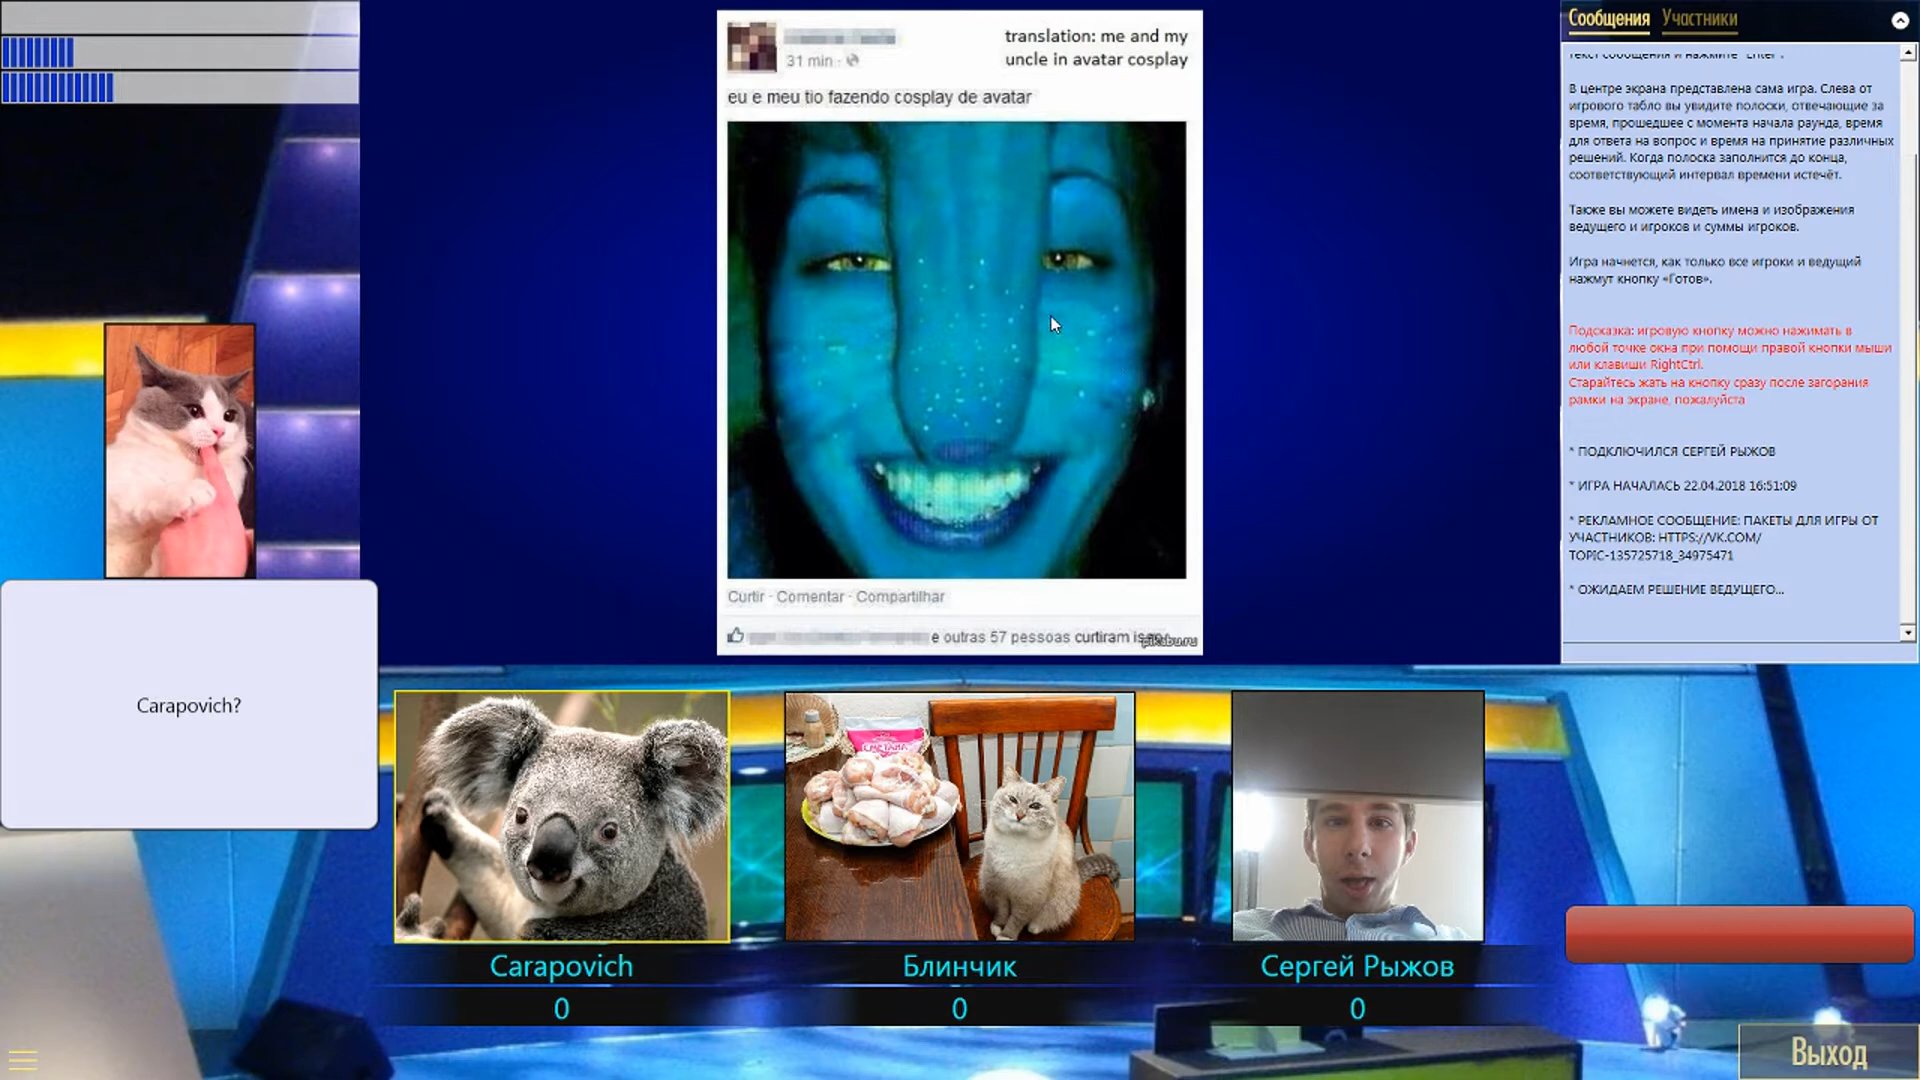 31 min ·
translation: me and my
uncle in avatar cosplay
eu e meu tio fazendo cosplay de avatar
Curtir · Comentar · Compartilhar
e outras 57 pessoas curtiram isso.
pikabu.ru
Сообщения Участники
текст сообщения и нажмите "Enter".
В центре экрана представлена сама игра. Слева от
игрового табло вы увидите полоски, отвечающие за
время, прошедшее с момента начала раунда, время
для ответа на вопрос и время на принятие различных
решений. Когда полоска заполнится до конца,
соответствующий интервал времени истечёт.
Также вы можете видеть имена и изображения
ведущего и игроков и суммы игроков.
Игра начнется, как только все игроки и ведущий
нажмут кнопку «Готов».
Подсказка: игровую кнопку можно нажимать в
любой точке окна при помощи правой кнопки мыши
или клавиши RightCtrl.
Старайтесь жать на кнопку сразу после загорания
рамки на экране, пожалуйста
* ПОДКЛЮЧИЛСЯ СЕРГЕЙ РЫЖОВ
* ИГРА НАЧАЛАСЬ 22.04.2018 16:51:09
* РЕКЛАМНОЕ СООБЩЕНИЕ: ПАКЕТЫ ДЛЯ ИГРЫ ОТ
УЧАСТНИКОВ: HTTPS://VK.COM/
TOPIC-135725718_34975471
* ОЖИДАЕМ РЕШЕНИЕ ВЕДУЩЕГО...
Carapovich?
СМЕТАНА
Carapovich
0
Блинчик
0
Сергей Рыжов
0
Выход